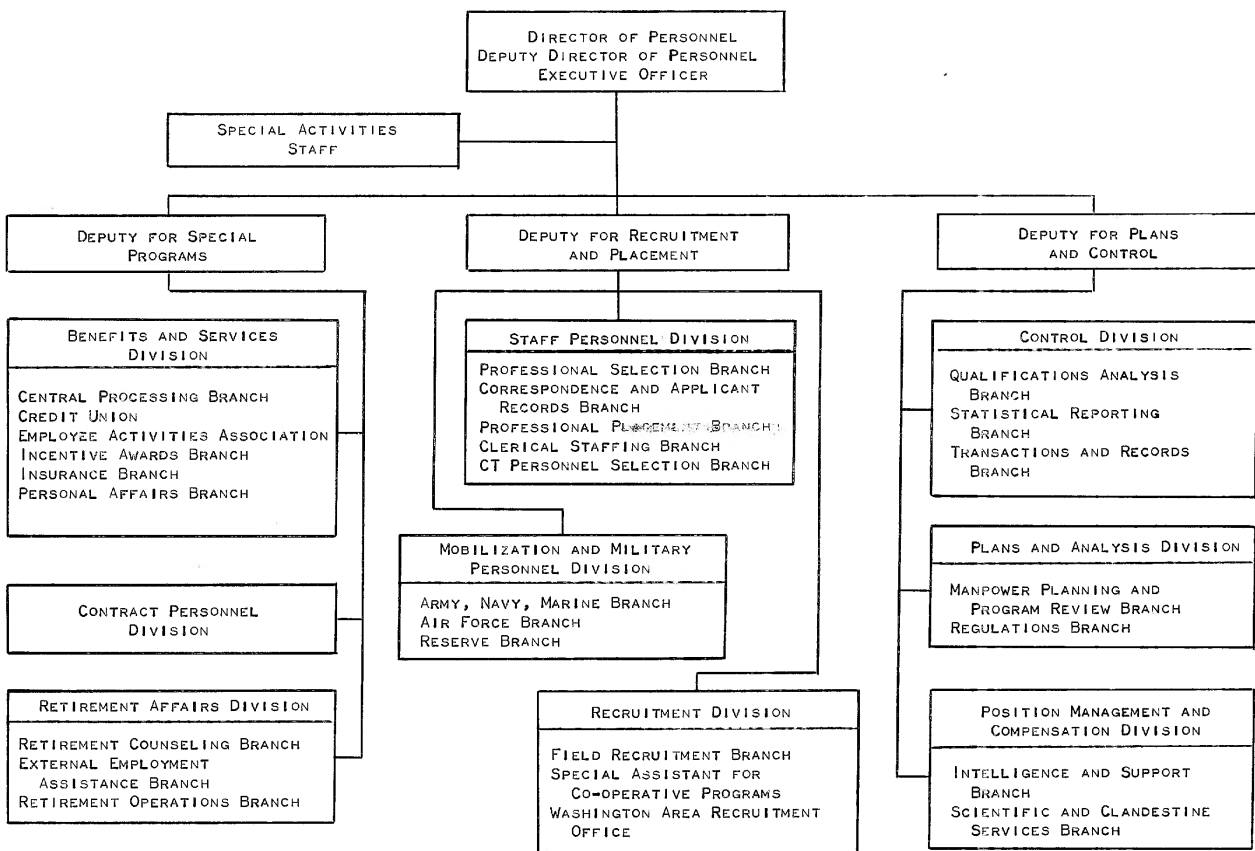 DIRECTOR OF PERSONNEL
DEPUTY DIRECTOR OF PERSONNEL
EXECUTIVE OFFICER
SPECIAL ACTIVITIES
STAFF
DEPUTY FOR SPECIAL
PROGRAMS
DEPUTY FOR RECRUITMENT
AND PLACEMENT
DEPUTY FOR PLANS
AND CONTROL
BENEFITS AND SERVICES
DIVISION
CENTRAL PROCESSING BRANCH
CREDIT UNION
EMPLOYEE ACTIVITIES ASSOCIATION
INCENTIVE AWARDS BRANCH
INSURANCE BRANCH
PERSONAL AFFAIRS BRANCH
CONTRACT PERSONNEL
DIVISION
RETIREMENT AFFAIRS DIVISION
RETIREMENT COUNSELING BRANCH
EXTERNAL EMPLOYMENT
ASSISTANCE BRANCH
RETIREMENT OPERATIONS BRANCH
STAFF PERSONNEL DIVISION
PROFESSIONAL SELECTION BRANCH
CORRESPONDENCE AND APPLICANT
RECORDS BRANCH
PROFESSIONAL PLACEMENT BRANCH
CLERICAL STAFFING BRANCH
CT PERSONNEL SELECTION BRANCH
MOBILIZATION AND MILITARY
PERSONNEL DIVISION
ARMY, NAVY, MARINE BRANCH
AIR FORCE BRANCH
RESERVE BRANCH
RECRUITMENT DIVISION
FIELD RECRUITMENT BRANCH
SPECIAL ASSISTANT FOR
CO-OPERATIVE PROGRAMS
WASHINGTON AREA RECRUITMENT
OFFICE
CONTROL DIVISION
QUALIFICATIONS ANALYSIS
BRANCH
STATISTICAL REPORTING
BRANCH
TRANSACTIONS AND RECORDS
BRANCH
PLANS AND ANALYSIS DIVISION
MANPOWER PLANNING AND
PROGRAM REVIEW BRANCH
REGULATIONS BRANCH
POSITION MANAGEMENT AND
COMPENSATION DIVISION
INTELLIGENCE AND SUPPORT
BRANCH
SCIENTIFIC AND CLANDESTINE
SERVICES BRANCH